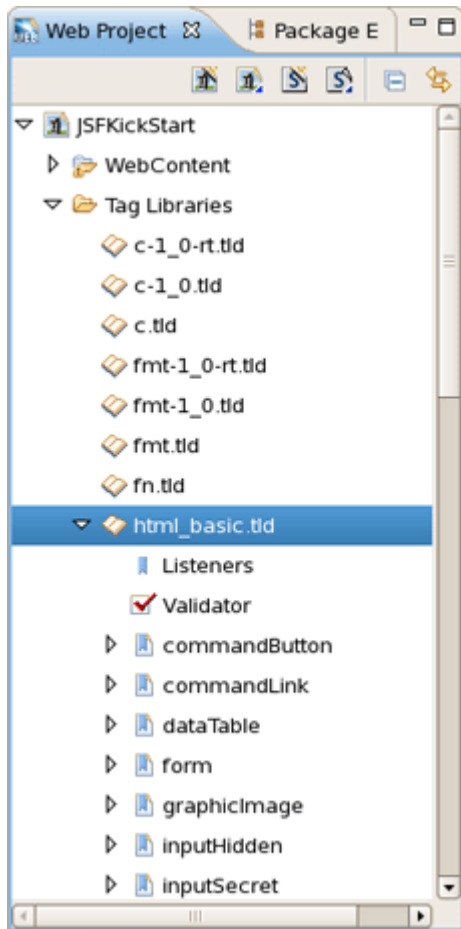 Web Project Package E
JSFKickStart
WebContent
Tag Libraries
c-1_0-rt.tld
c-1_0.tld
c.tld
fmt-1_0-rt.tld
fmt-1_0.tld
fmt.tld
fn.tld
html_basic.tld
Listeners
Validator
commandButton
commandLink
dataTable
form
graphicImage
inputHidden
inputSecret